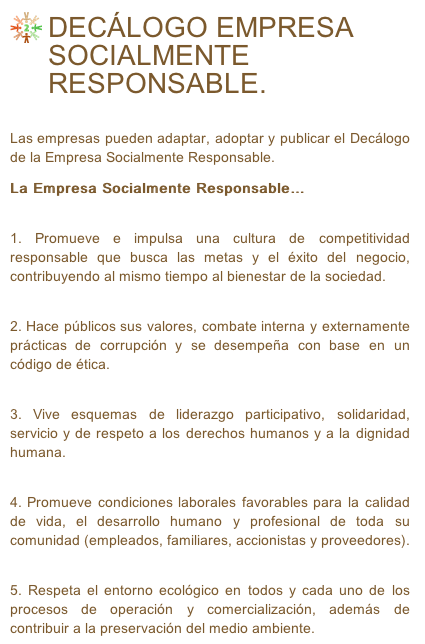 2
DECÁLOGO EMPRESA
SOCIALMENTE
RESPONSABLE.
Las empresas pueden adaptar, adoptar y publicar el Decálogo
de la Empresa Socialmente Responsable.
La Empresa Socialmente Responsable...
1. Promueve e impulsa una cultura de competitividad
responsable que busca las metas y el éxito del negocio,
contribuyendo al mismo tiempo al bienestar de la sociedad.
2. Hace públicos sus valores, combate interna y externamente
prácticas de corrupción y se desempeña con base en un
código de ética.
3. Vive esquemas de liderazgo participativo, solidaridad,
servicio y de respeto a los derechos humanos y a la dignidad
humana.
4. Promueve condiciones laborales favorables para la calidad
de vida, el desarrollo humano y profesional de toda su
comunidad (empleados, familiares, accionistas y proveedores).
5. Respeta el entorno ecológico en todos y cada uno de los
procesos de operación y comercialización, además de
contribuir a la preservación del medio ambiente.